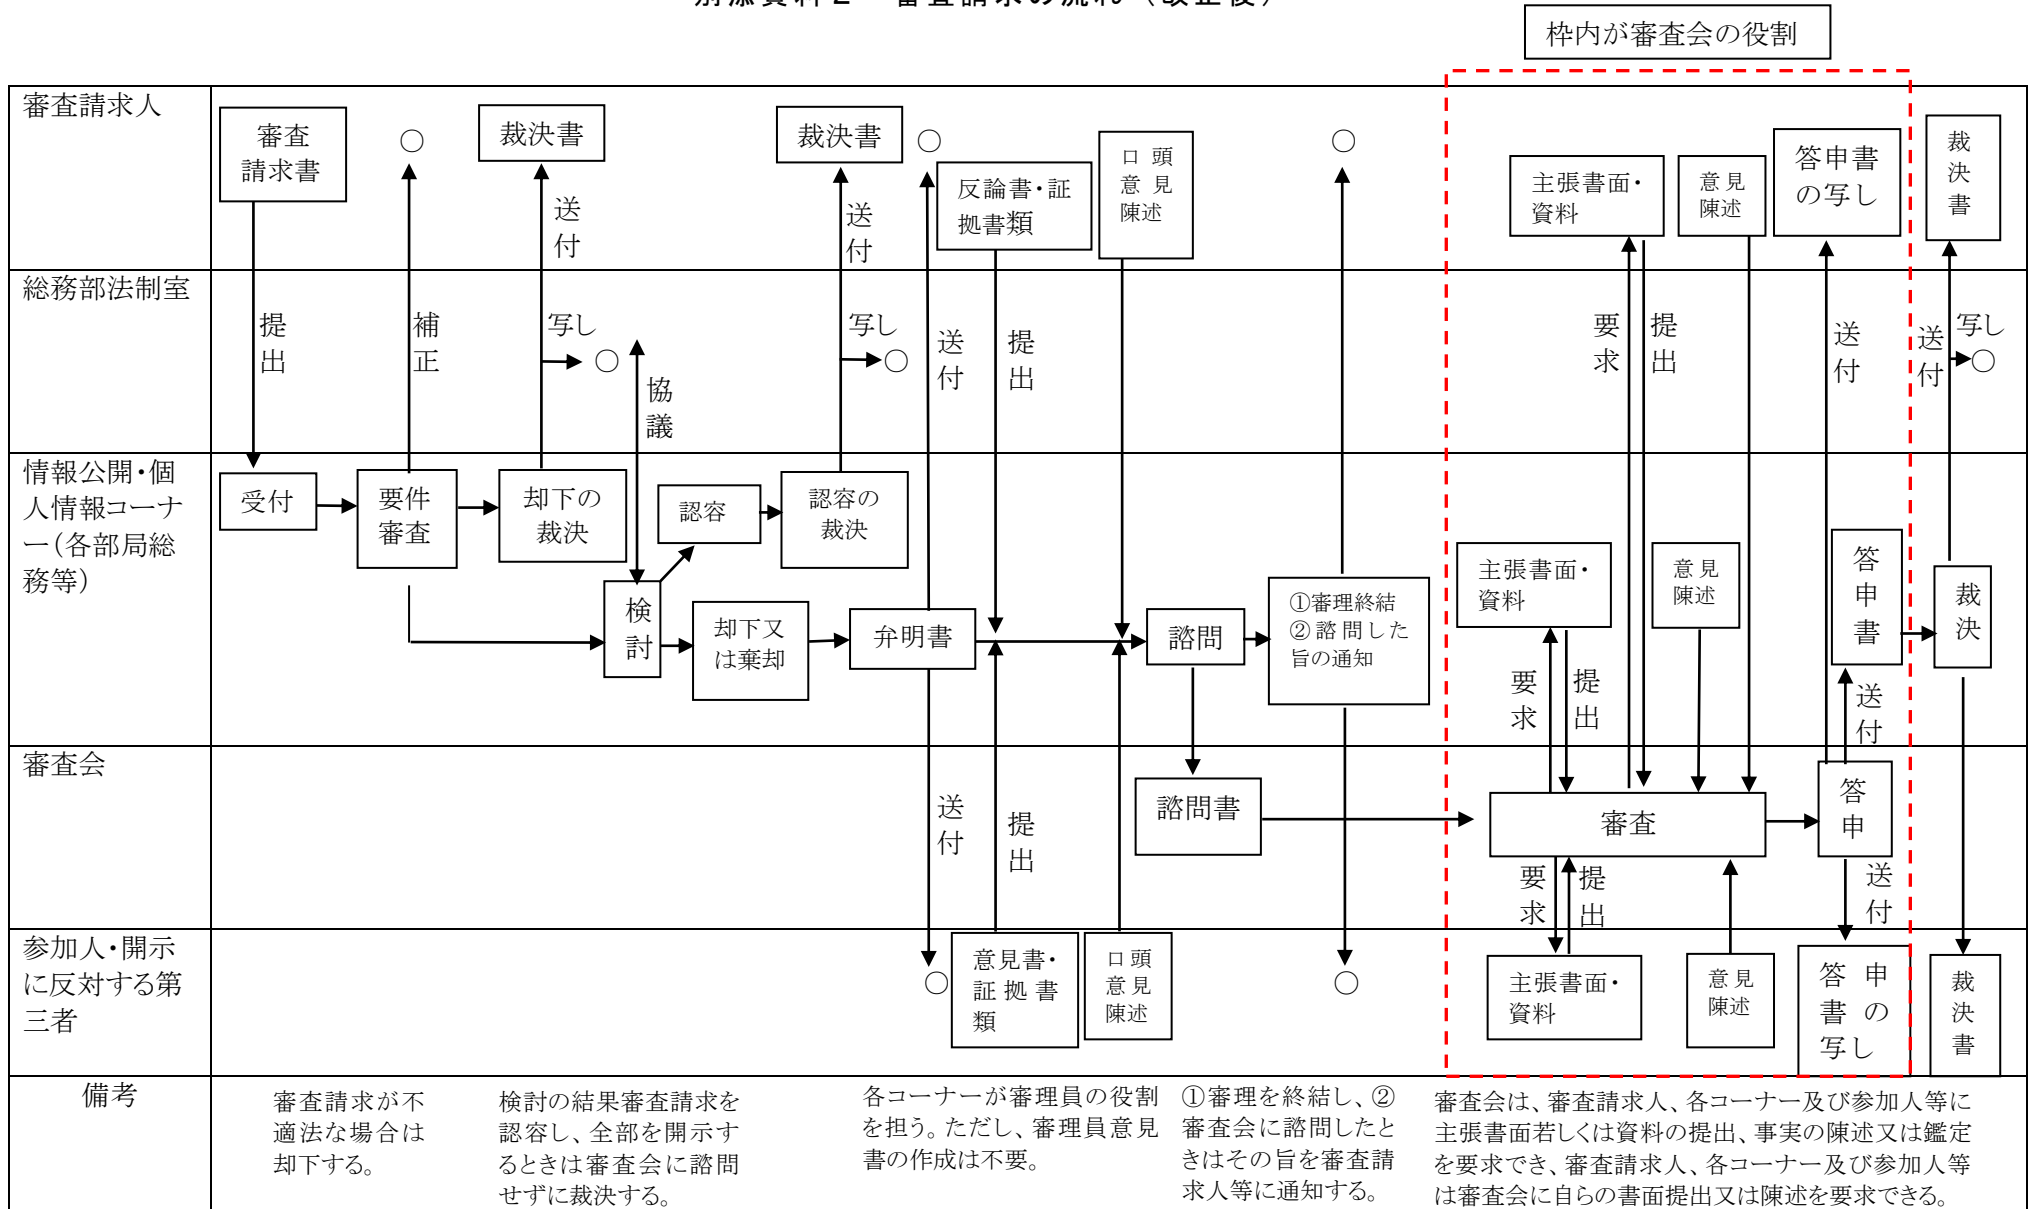 別添資料2 審査請求の流れ(改正後)
枠内が審査会の役割
審査請求人
審査
請求書
○
裁決書
裁決書
○
反論書・証
拠書類
口頭
意見
陳述
○
主張書面・
資料
意見
陳述
答申書
の写し
裁
決
書
送
付
送
付
総務部法制室
提
出
補
正
写し
○
協
議
写し
○
送
付
提
出
要
求
提
出
送
付
送
付
写し
○
情報公開・個
人情報コーナ
ー(各部局総
務等)
受付
要件
審査
却下の
裁決
認容
認容の
裁決
検
討
却下又
は棄却
弁明書
諮問
①審理終結
②諮問した
旨の通知
主張書面・
資料
意見
陳述
答
申
書
裁
決
要
求
提
出
送
付
審査会
諮問書
審査
答
申
送
付
提
出
要
求
提
出
送
付
参加人・開示
に反対する第
三者
○
意見書・
証拠書
類
口頭
意見
陳述
○
主張書面・
資料
意見
陳述
答申
書の
写し
裁
決
書
備考
審査請求が不
適法な場合は
却下する。
検討の結果審査請求を
認容し、全部を開示す
るときは審査会に諮問
せずに裁決する。
各コーナーが審理員の役割
を担う。ただし、審理員意見
書の作成は不要。
①審理を終結し、②
審査会に諮問したと
きはその旨を審査請
求人等に通知する。
審査会は、審査請求人、各コーナー及び参加人等に
主張書面若しくは資料の提出、事実の陳述又は鑑定
を要求でき、審査請求人、各コーナー及び参加人等
は審査会に自らの書面提出又は陳述を要求できる。